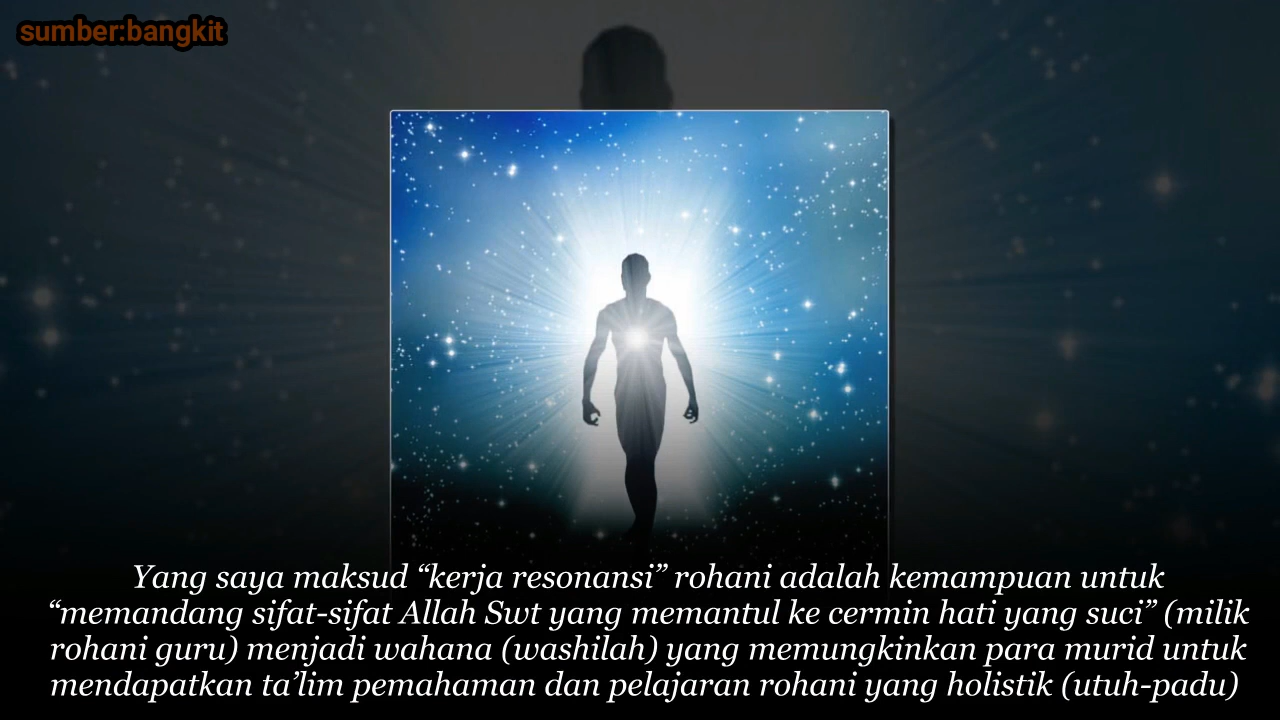 sumber:bangkit
Yang saya maksud “kerja resonansi” rohani adalah kemampuan untuk
“memandang sifat-sifat Allah Swt yang memantul ke cermin hati yang suci” (milik
rohani guru) menjadi wahana (washilah) yang memungkinkan para murid untuk
mendapatkan ta’lim pemahaman dan pelajaran rohani yang holistik (utuh-padu)